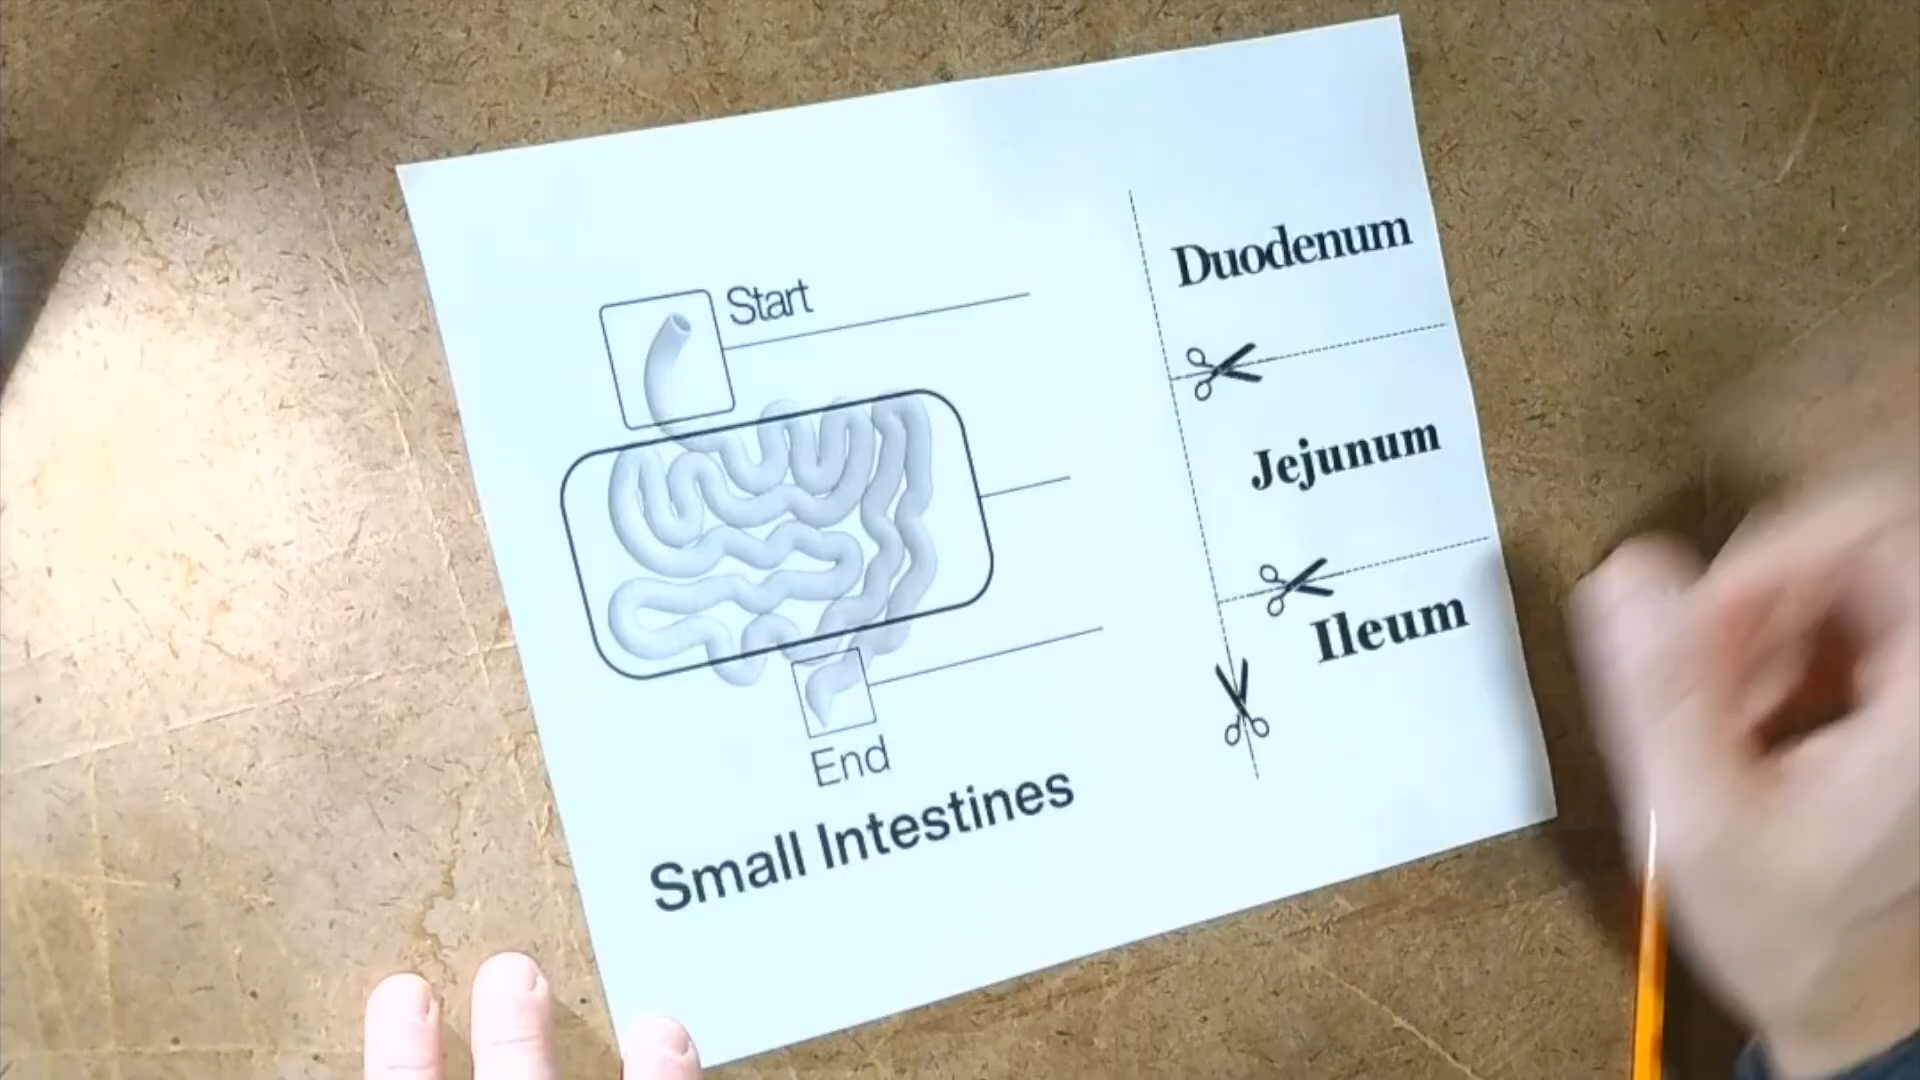 Start
End
Small Intestines
Duodenum
Jejunum
Ileum